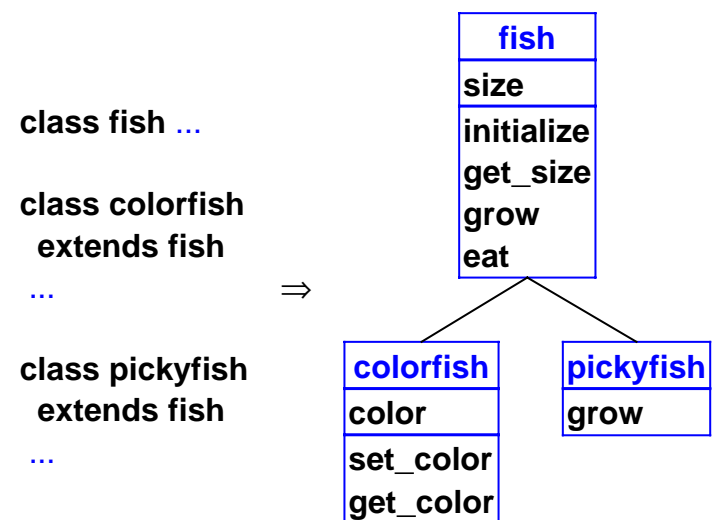 class fish ...
class colorfish
extends fish
...
class pickyfish
extends fish
...
⇒
fish
size
initialize
get_size
grow
eat
colorfish
color
set_color
get_color
pickyfish
grow